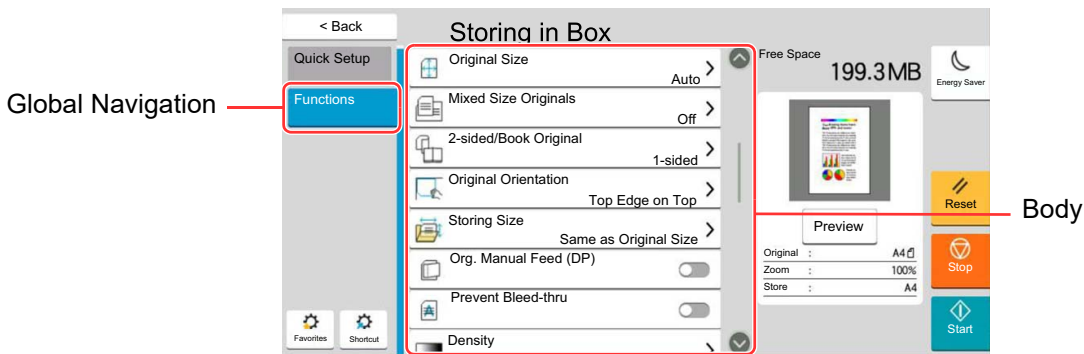 < Back
Storing in Box
Quick Setup
Functions
Global Navigation
Original Size
Auto
Mixed Size Originals
Off
2-sided/Book Original
1-sided
Original Orientation
Top Edge on Top
Storing Size
Same as Original Size
Org. Manual Feed (DP)
Prevent Bleed-thru
Density
Favorites
Shortcut
Free Space
199.3MB
Preview
Original : A4
Zoom : 100%
Store : A4
Energy Saver
Reset
Stop
Start
Body